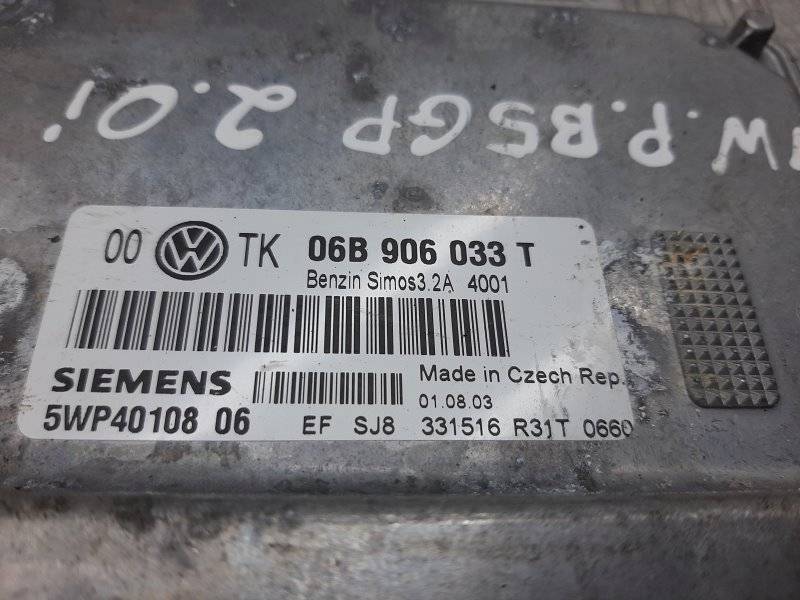 W.P.B5GP 2.0i
00 VW TK 06B 906 033 T
Benzin Simos3.2A 4001
SIEMENS
Made in Czech Rep.
01.08.03
5WP40108 06
EF SJ8 331516 R31T 0660